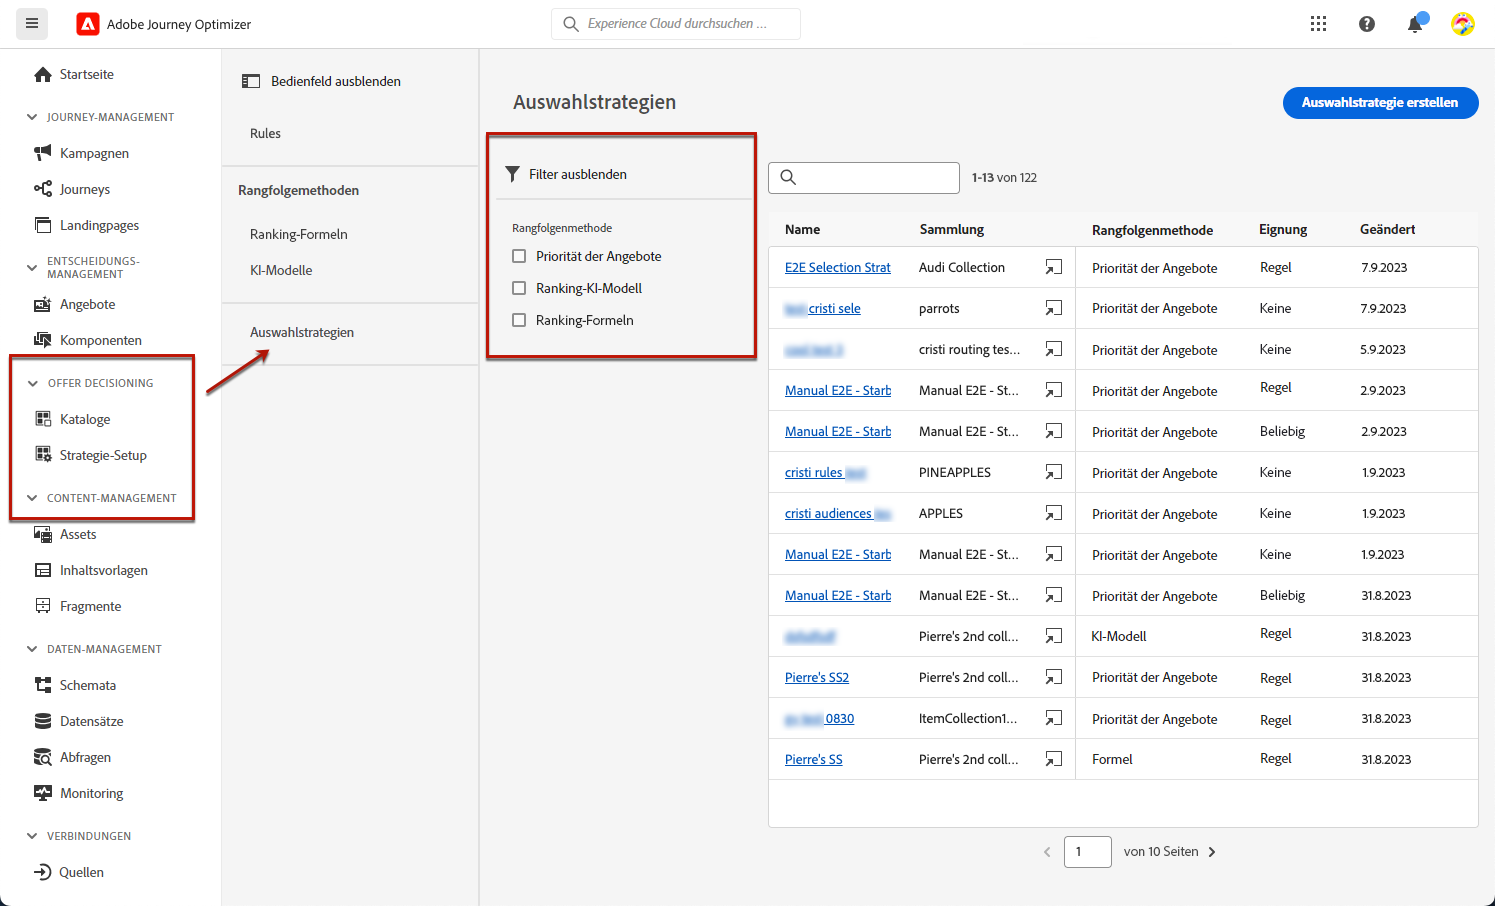 Adobe Journey Optimizer
Experience Cloud durchsuchen ...
Startseite
JOURNEY-MANAGEMENT
Kampagnen
Journeys
Landingpages
ENTSCHEIDUNGS-
MANAGEMENT
Angebote
Komponenten
OFFER DECISIONING
Kataloge
Strategie-Setup
CONTENT-MANAGEMENT
Assets
Inhaltsvorlagen
Fragmente
DATEN-MANAGEMENT
Schemata
Datensätze
Abfragen
Monitoring
VERBINDUNGEN
Quellen
Bedienfeld ausblenden
Rules
Rangfolgemethoden
Ranking-Formeln
KI-Modelle
Auswahlstrategien
Auswahlstrategien
Auswahlstrategie erstellen
Filter ausblenden
Rangfolgenmethode
Priorität der Angebote
Ranking-KI-Modell
Ranking-Formeln
1-13 von 122
Name Sammlung Rangfolgenmethode Eignung Geändert
E2E Selection Strat Audi Collection Priorität der Angebote Regel 7.9.2023
cristi sele parrots Priorität der Angebote Keine 7.9.2023
cristi routing tes... Priorität der Angebote Keine 5.9.2023
Manual E2E - Starb Manual E2E - St... Priorität der Angebote Regel 2.9.2023
Manual E2E - Starb Manual E2E - St... Priorität der Angebote Beliebig 2.9.2023
cristi rules PINEAPPLES Priorität der Angebote Keine 1.9.2023
cristi audiences APPLES Priorität der Angebote Keine 1.9.2023
Manual E2E - Starb Manual E2E - St... Priorität der Angebote Keine 1.9.2023
Manual E2E - Starb Manual E2E - St... Priorität der Angebote Beliebig 31.8.2023
Pierre's 2nd coll... KI-Modell Regel 31.8.2023
Pierre's SS2 Pierre's 2nd coll... Priorität der Angebote Regel 31.8.2023
0830 ItemCollection1... Priorität der Angebote Regel 31.8.2023
Pierre's SS Pierre's 2nd coll... Formel Regel 31.8.2023
1 von 10 Seiten